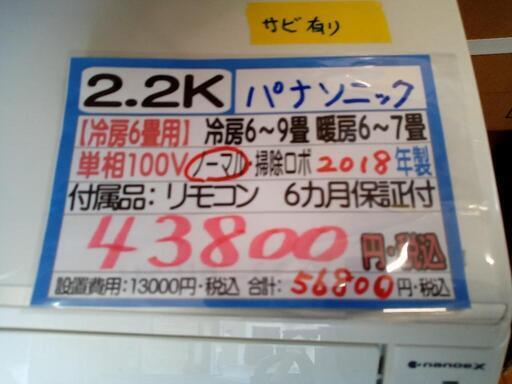 サビ有り
2.2K パナソニック
【冷房6畳用】 冷房6～9畳 暖房6～7畳
単相100V ノーマル・掃除ロボ 2018年製
付属品：リモコン 6カ月保証付
43800円・税込
設置費用：13000円・税込 合計：56800円・税込
nanoeX